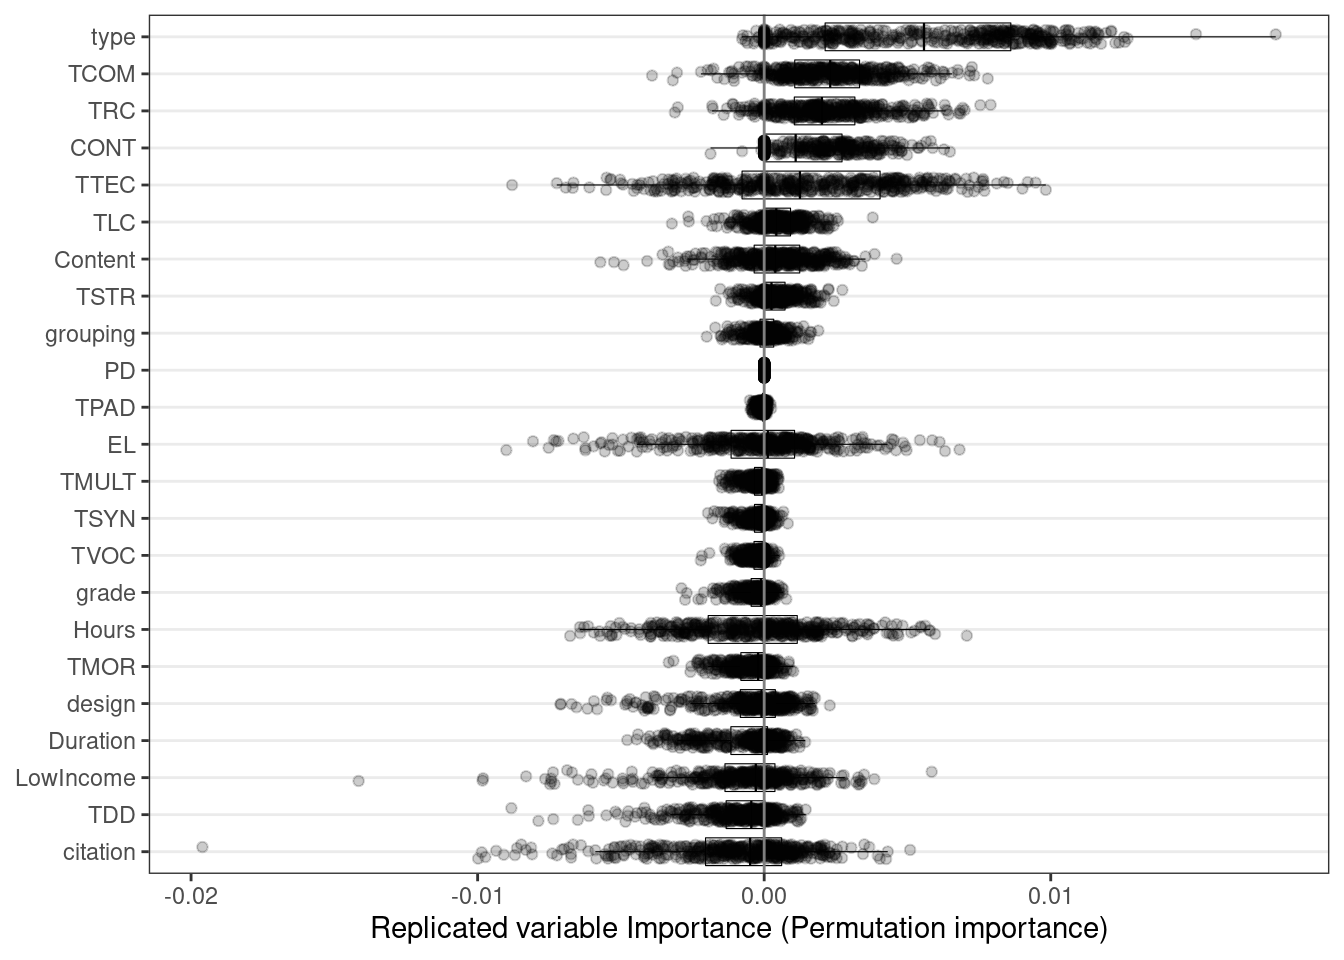 type
TCOM
TRC
CONT
TTEC
TLC
Content
TSTR
grouping
PD
TPAD
EL
TMULT
TSYN
TVOC
grade
Hours
TMOR
design
Duration
LowIncome
TDD
citation
-0.02 -0.01 0.00 0.01
Replicated variable Importance (Permutation importance)